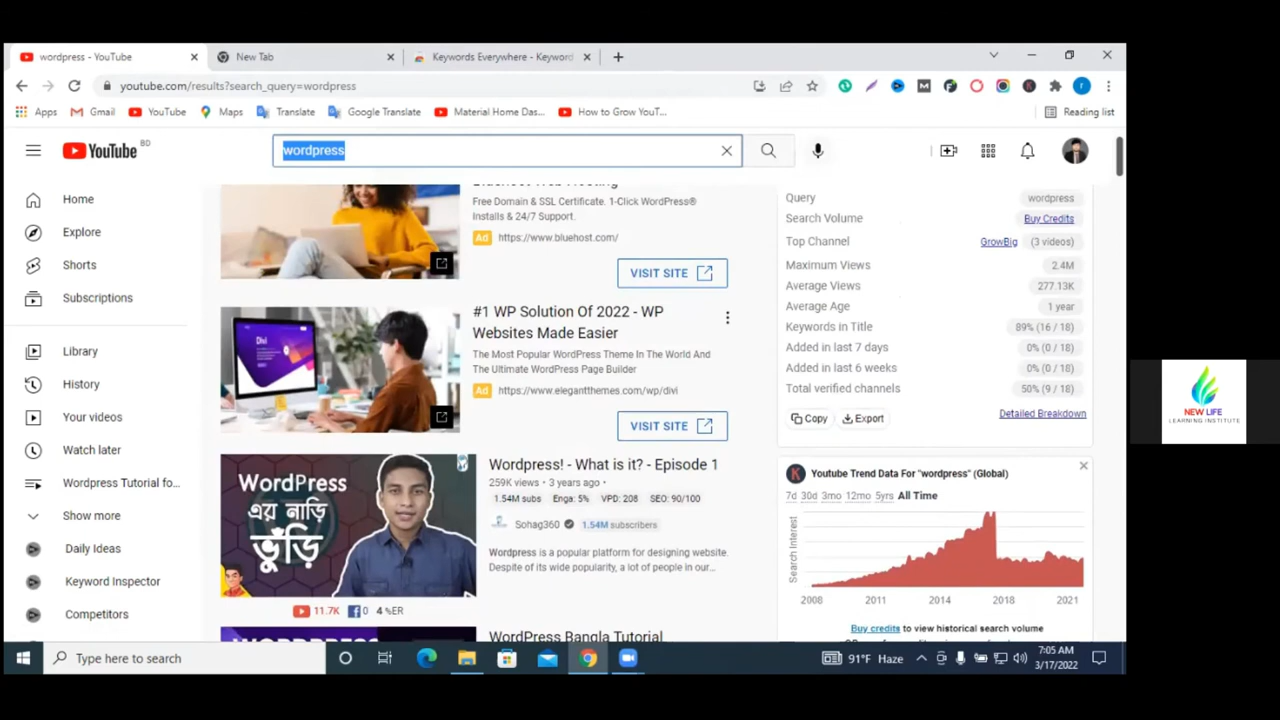 wordpress - YouTube
New Tab
Keywords Everywhere - Keyword
youtube.com/results?search_query=wordpress
Apps
Gmail
YouTube
Maps
Translate
Google Translate
Material Home Das...
How to Grow YouT...
Reading list
YouTube BD
wordpress
Home
Explore
Shorts
Subscriptions
Library
History
Your videos
Watch later
Wordpress Tutorial fo...
Show more
Daily Ideas
Keyword Inspector
Competitors
Bluehost Web Hosting
Free Domain & SSL Certificate. 1-Click WordPress®
Installs & 24/7 Support.
Ad https://www.bluehost.com/
VISIT SITE
Divi
#1 WP Solution Of 2022 - WP
Websites Made Easier
The Most Popular WordPress Theme In The World And
The Ultimate WordPress Page Builder
Ad https://www.elegantthemes.com/wp/divi
VISIT SITE
WordPress
এর নাড়ি
ভুঁড়ি
11.7K 0 4 %ER
Wordpress! - What is it? - Episode 1
259K views • 3 years ago •
1.54M subs Enga: 5% VPD: 208 SEO: 90/100
Sohag360 1.54M subscribers
Wordpress is a popular platform for designing website.
Despite of its wide popularity, a lot of people in our...
WordPress Bangla Tutorial
Query wordpress
Search Volume Buy Credits
Top Channel GrowBig (3 videos)
Maximum Views 2.4M
Average Views 277.13K
Average Age 1 year
Keywords in Title 89% (16 / 18)
Added in last 7 days 0% (0 / 18)
Added in last 6 weeks 0% (0 / 18)
Total verified channels 50% (9 / 18)
Copy Export Detailed Breakdown
Youtube Trend Data For "wordpress" (Global)
7d 30d 3mo 12mo 5yrs All Time
Search Interest
2008 2011 2014 2018 2021
Buy credits to view historical search volume
Type here to search
91°F Haze
7:05 AM
3/17/2022
NEW LIFE
LEARNING INSTITUTE